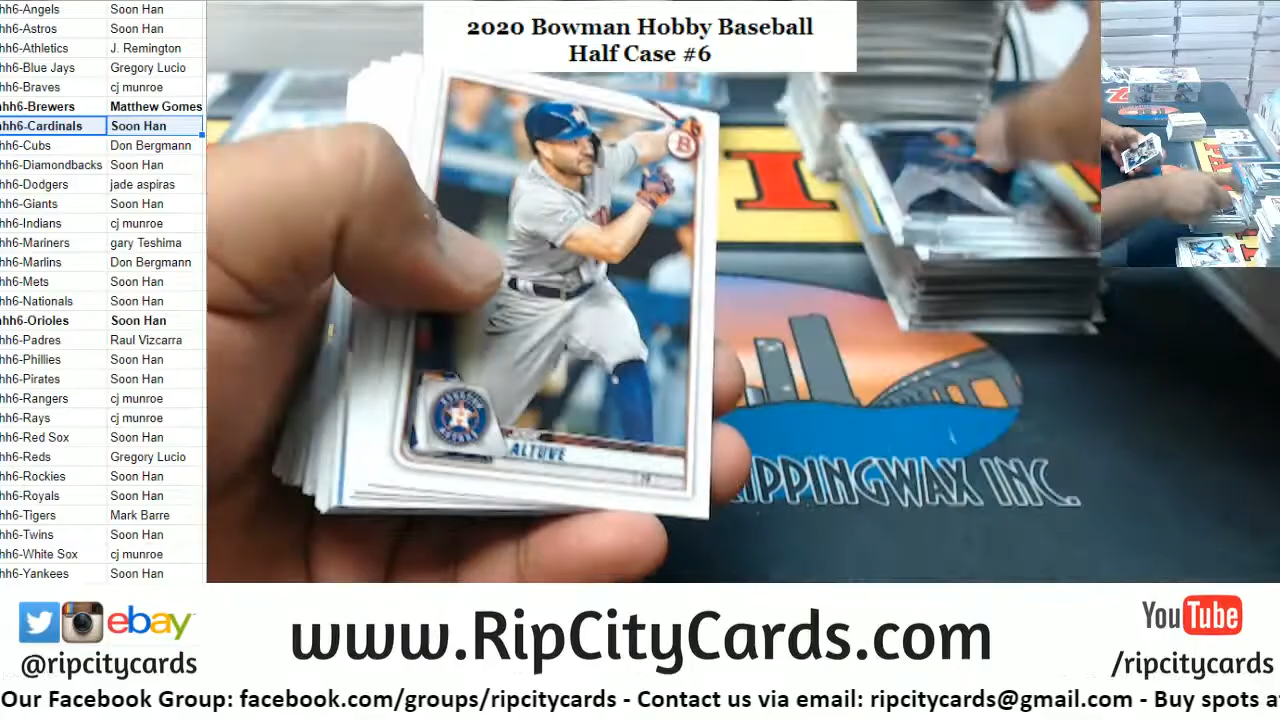 2020 Bowman Hobby Baseball
Half Case #6
hh6-Angels Soon Han
hh6-Astros Soon Han
hh6-Athletics J. Remington
hh6-Blue Jays Gregory Lucio
hh6-Braves cj munroe
hh6-Brewers Matthew Gomes
hh6-Cardinals Soon Han
hh6-Cubs Don Bergmann
hh6-Diamondbacks Soon Han
hh6-Dodgers jade aspiras
hh6-Giants Soon Han
hh6-Indians cj munroe
hh6-Mariners gary Teshima
hh6-Marlins Don Bergmann
hh6-Mets Soon Han
hh6-Nationals Soon Han
hh6-Orioles Soon Han
hh6-Padres Raul Vizcarra
hh6-Phillies Soon Han
hh6-Pirates Soon Han
hh6-Rangers cj munroe
hh6-Rays cj munroe
hh6-Red Sox Soon Han
hh6-Reds Gregory Lucio
hh6-Rockies Soon Han
hh6-Royals Soon Han
hh6-Tigers Mark Barre
hh6-Twins Soon Han
hh6-White Sox cj munroe
hh6-Yankees Soon Han
B
ALTUVE
I
RIPPINGWAX INC.
ebay
@ripcitycards
www.RipCityCards.com
YouTube
/ripcitycards
Our Facebook Group: facebook.com/groups/ripcitycards - Contact us via email: ripcitycards@gmail.com - Buy spots a